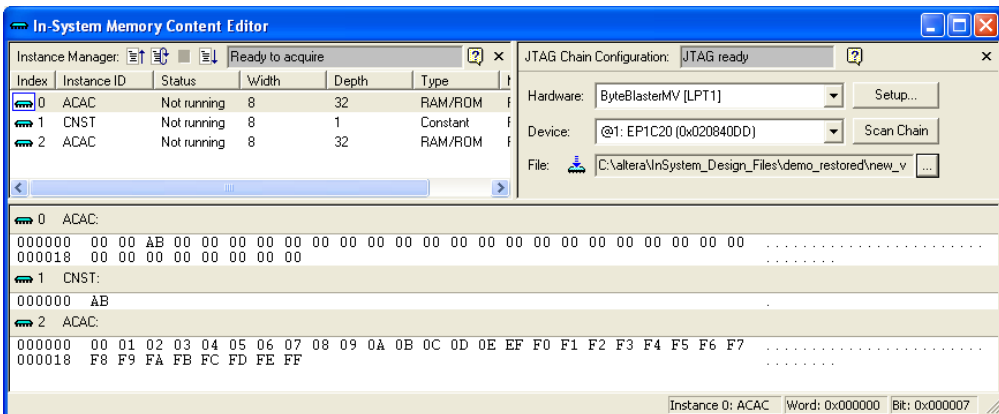 In-System Memory Content Editor
Instance Manager: Ready to acquire
Index Instance ID Status Width Depth Type
0 ACAC Not running 8 32 RAM/ROM
1 CNST Not running 8 1 Constant
2 ACAC Not running 8 32 RAM/ROM
JTAG Chain Configuration: JTAG ready
Hardware: ByteBlasterMV [LPT1] Setup...
Device: @1: EP1C20 (0x020840DD) Scan Chain
File: C:\altera\InSystem_Design_Files\demo_restored\new_v ...
0 ACAC:
000000 00 00 AB 00 00 00 00 00 00 00 00 00 00 00 00 00 00 00 00 00 00 00 00 00 ........................
000018 00 00 00 00 00 00 00 00 ........
1 CNST:
000000 AB .
2 ACAC:
000000 00 01 02 03 04 05 06 07 08 09 0A 0B 0C 0D 0E EF F0 F1 F2 F3 F4 F5 F6 F7 ........................
000018 F8 F9 FA FB FC FD FE FF ........
Instance 0: ACAC Word: 0x000000 Bit: 0x000007